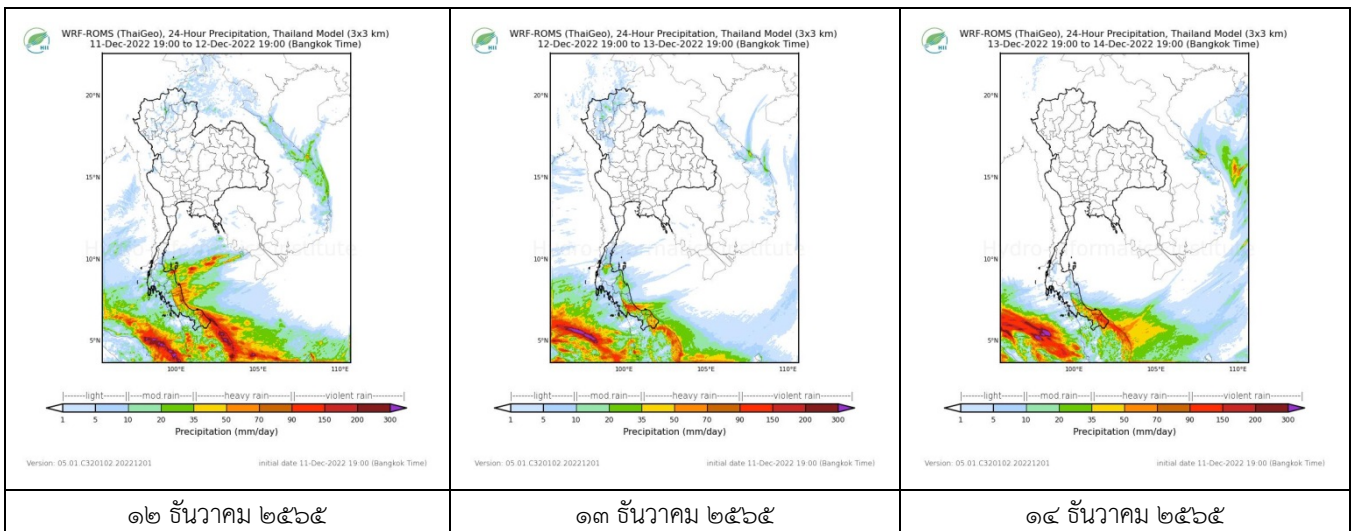 WRF-ROMS (ThaiGeo), 24-Hour Precipitation, Thailand Model (3x3 km)
11-Dec-2022 19:00 to 12-Dec-2022 19:00 (Bangkok Time)
HII
20°N
15°N
10°N
5°N
100°E 105°E 110°E
Hydro-Informatics Institute
|-------light------||---mod rain----||-------heavy rain----||------violent rain-------|
1 5 10 20 35 50 70 90 150 200 300
Precipitation (mm/day)
Version: 05.01.C320102.20221201 initial date 11-Dec-2022 19:00 (Bangkok Time)
๑๒ ธันวาคม ๒๕๖๕
WRF-ROMS (ThaiGeo), 24-Hour Precipitation, Thailand Model (3x3 km)
12-Dec-2022 19:00 to 13-Dec-2022 19:00 (Bangkok Time)
HII
20°N
15°N
10°N
5°N
100°E 105°E 110°E
Hydro-Informatics Institute
|-------light------||---mod rain----||-------heavy rain----||------violent rain-------|
1 5 10 20 35 50 70 90 150 200 300
Precipitation (mm/day)
Version: 05.01.C320102.20221201 initial date 11-Dec-2022 19:00 (Bangkok Time)
๑๓ ธันวาคม ๒๕๖๕
WRF-ROMS (ThaiGeo), 24-Hour Precipitation, Thailand Model (3x3 km)
13-Dec-2022 19:00 to 14-Dec-2022 19:00 (Bangkok Time)
HII
20°N
15°N
10°N
5°N
100°E 105°E 110°E
Hydro-Informatics Institute
|-------light------||---mod rain----||-------heavy rain----||------violent rain-------|
1 5 10 20 35 50 70 90 150 200 300
Precipitation (mm/day)
Version: 05.01.C320102.20221201 initial date 11-Dec-2022 19:00 (Bangkok Time)
๑๔ ธันวาคม ๒๕๖๕